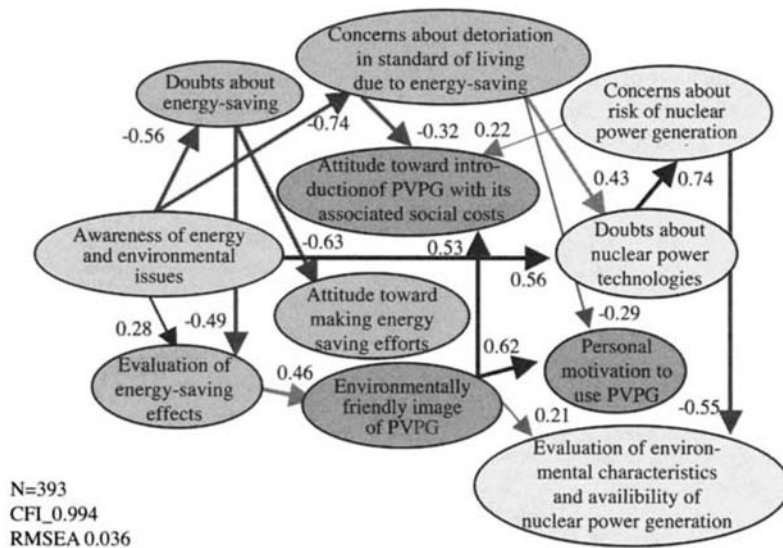 Concerns about detoriation
in standard of living
due to energy-saving
Doubts about
energy-saving
Concerns about
risk of nuclear
power generation
-0.56
-0.74
-0.32
0.22
Attitude toward intro-
ductionof PVPG with its
associated social costs
0.43
0.74
Awareness of energy
and environmental
issues
-0.63
0.53
0.56
Doubts about
nuclear power
technologies
Attitude toward
making energy
saving efforts
0.28
-0.49
-0.29
Evaluation of
energy-saving
effects
0.46
Environmentally
friendly image
of PVPG
0.62
Personal
motivation to
use PVPG
0.21
-0.55
Evaluation of environ-
mental characteristics
and availibility of
nuclear power generation
N=393
CFI_0.994
RMSEA 0.036